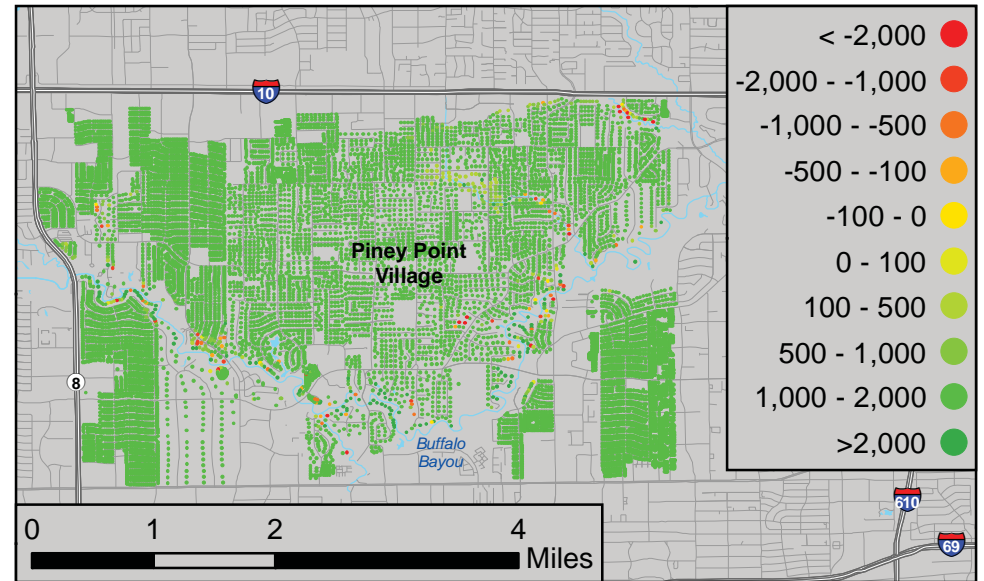 < -2,000
10
-2,000 - -1,000
-1,000 - -500
-500 - -100
-100 - 0
Piney Point
Village
0 - 100
100 - 500
500 - 1,000
8
1,000 - 2,000
>2,000
Buffalo
Bayou
610
0 1 2 4
Miles
69